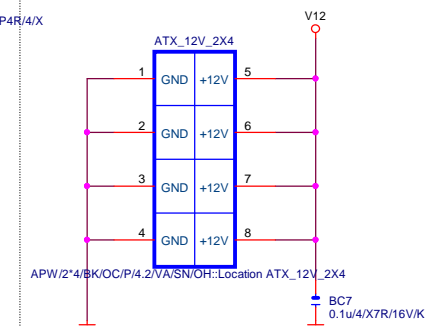 P4R/4/X
V12
ATX_12V_2X4
1 GND +12V 5
2 GND +12V 6
3 GND +12V 7
4 GND +12V 8
APW/2*4/BK/OC/P/4.2/VA/SN/OH::Location ATX_12V_2X4
BC7
0.1u/4/X7R/16V/K